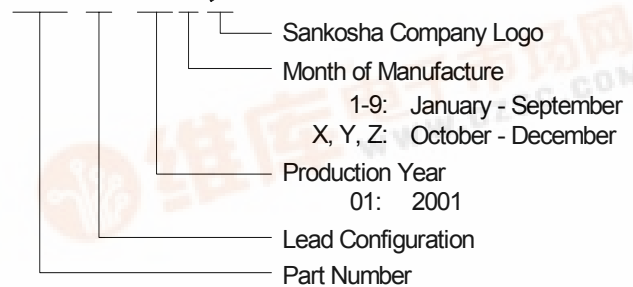 Sankosha Company Logo
Month of Manufacture
1-9: January - September
X, Y, Z: October - December
Production Year
01: 2001
Lead Configuration
Part Number